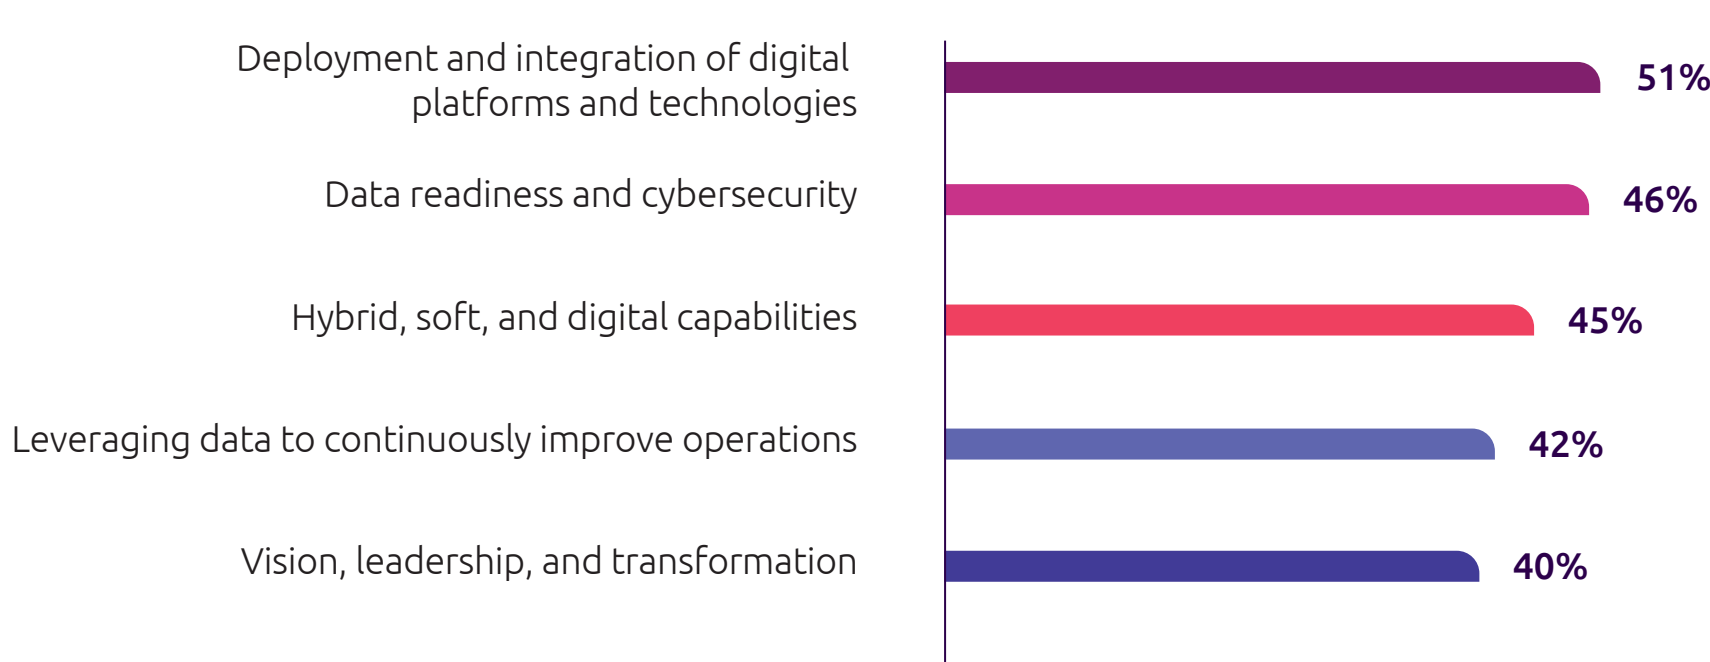 Deployment and integration of digital
platforms and technologies
51%
Data readiness and cybersecurity
46%
Hybrid, soft, and digital capabilities
45%
Leveraging data to continuously improve operations
42%
Vision, leadership, and transformation
40%